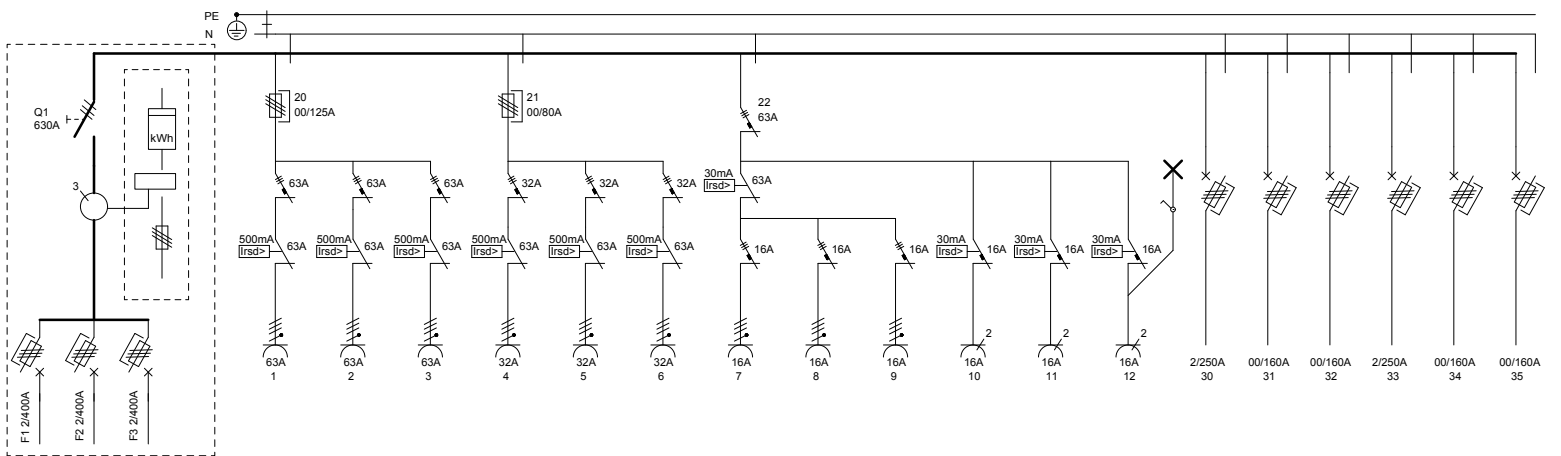 PE
N
Q1
630A
kWh
3
F1 2/400A
F2 2/400A
F3 2/400A
20
00/125A
21
00/80A
22
63A
63A
63A
63A
32A
32A
32A
30mA
Irsd>
63A
500mA
Irsd>
63A
500mA
Irsd>
63A
500mA
Irsd>
63A
500mA
Irsd>
63A
500mA
Irsd>
63A
500mA
Irsd>
63A
16A
16A
16A
30mA
Irsd>
16A
30mA
Irsd>
16A
30mA
Irsd>
16A
2
2
2
63A
1
63A
2
63A
3
32A
4
32A
5
32A
6
16A
7
16A
8
16A
9
16A
10
16A
11
16A
12
2/250A
30
00/160A
31
00/160A
32
2/250A
33
00/160A
34
00/160A
35